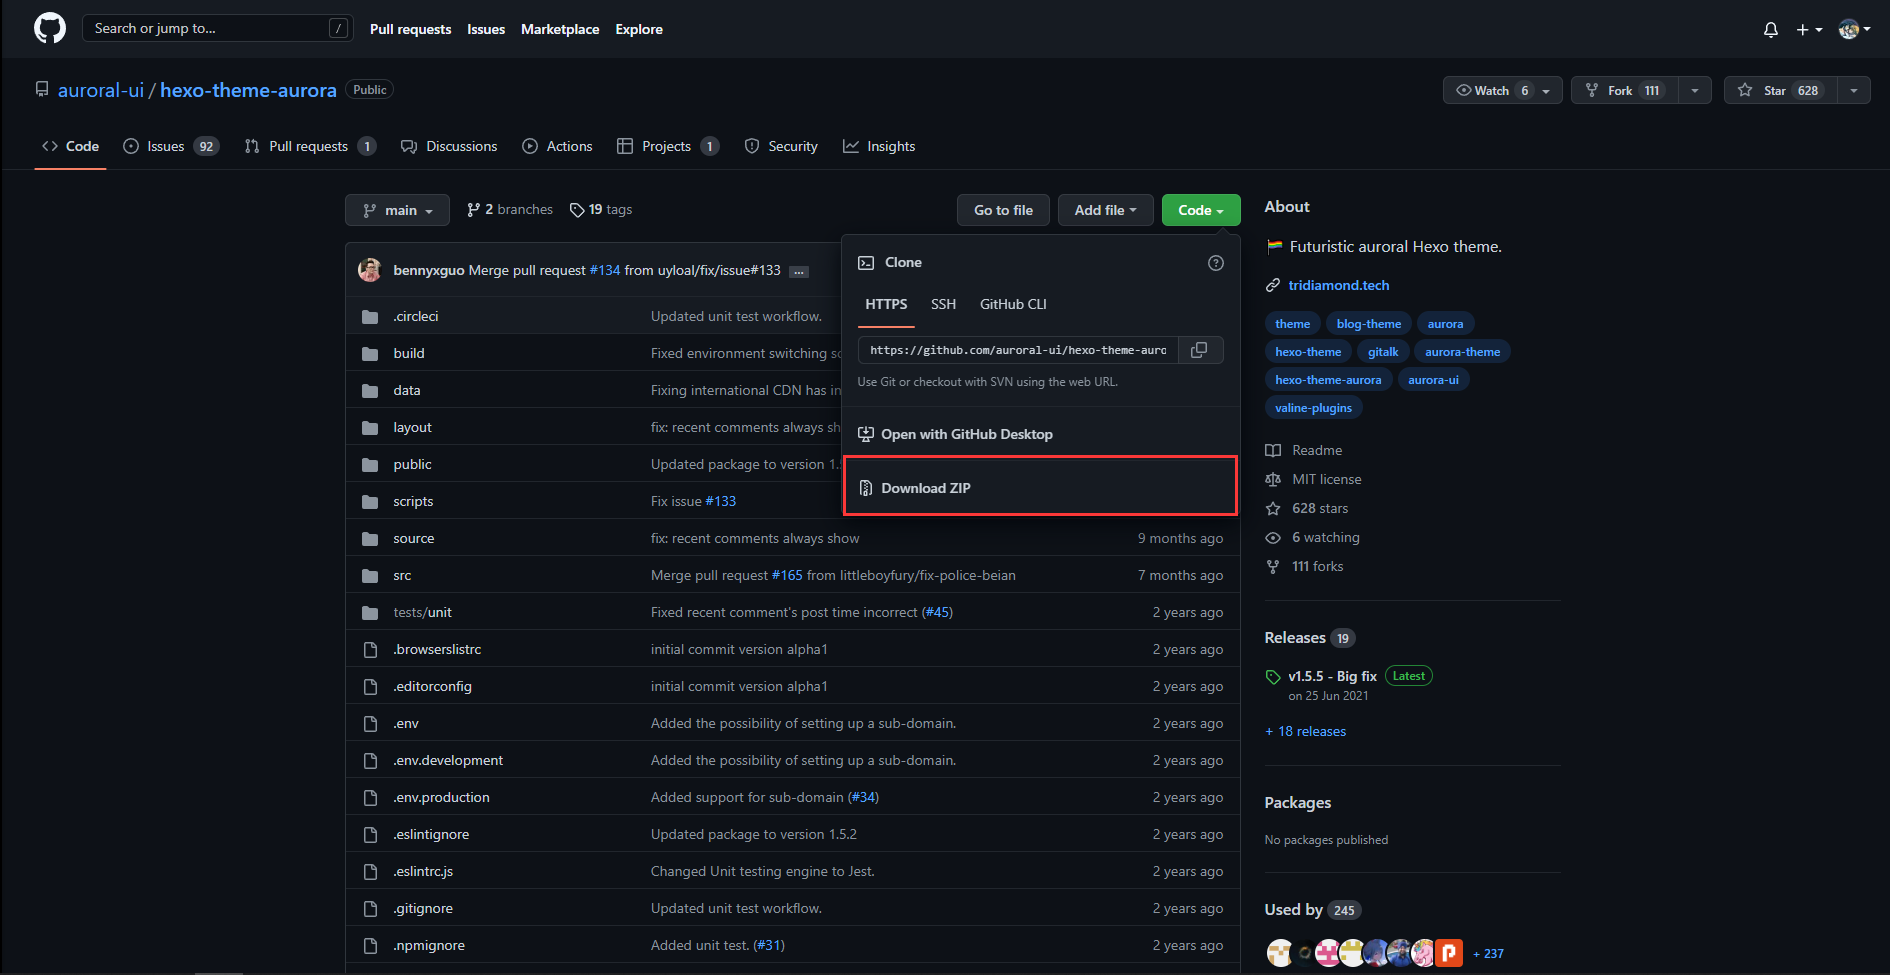 Search or jump to... /
Pull requests Issues Marketplace Explore
auroral-ui / hexo-theme-aurora Public
Watch 6 Fork 111 Star 628
Code Issues 92 Pull requests 1 Discussions Actions Projects 1 Security Insights
main 2 branches 19 tags Go to file Add file Code
bennyxguo Merge pull request #134 from uyloal/fix/issue#133 ...
.circleci Updated unit test workflow.
build Fixed environment switching
data Fixing international CDN has in
layout fix: recent comments always sh
public Updated package to version 1.
scripts Fix issue #133
source fix: recent comments always show 9 months ago
src Merge pull request #165 from littleboyfury/fix-police-beian 7 months ago
tests/unit Fixed recent comment's post time incorrect (#45) 2 years ago
.browserslistrc initial commit version alpha1 2 years ago
.editorconfig initial commit version alpha1 2 years ago
.env Added the possibility of setting up a sub-domain. 2 years ago
.env.development Added the possibility of setting up a sub-domain. 2 years ago
.env.production Added support for sub-domain (#34) 2 years ago
.eslintignore Updated package to version 1.5.2 2 years ago
.eslintrc.js Changed Unit testing engine to Jest. 2 years ago
.gitignore Updated unit test workflow. 2 years ago
.npmignore Added unit test. (#31) 2 years ago
Clone
HTTPS SSH GitHub CLI
https://github.com/auroral-ui/hexo-theme-auro
Use Git or checkout with SVN using the web URL.
Open with GitHub Desktop
Download ZIP
About
Futuristic auroral Hexo theme.
tridiamond.tech
theme blog-theme aurora
hexo-theme gitalk aurora-theme
hexo-theme-aurora aurora-ui
valine-plugins
Readme
MIT license
628 stars
6 watching
111 forks
Releases 19
v1.5.5 - Big fix Latest
on 25 Jun 2021
+ 18 releases
Packages
No packages published
Used by 245
P
+ 237